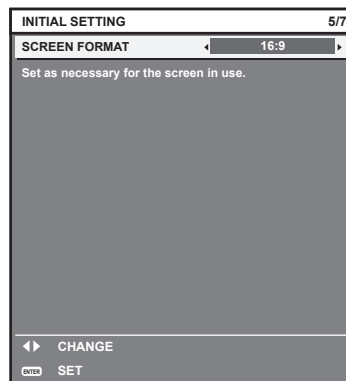 INITIAL SETTING 5/7
SCREEN FORMAT 16:9
Set as necessary for the screen in use.
CHANGE
ENTER SET